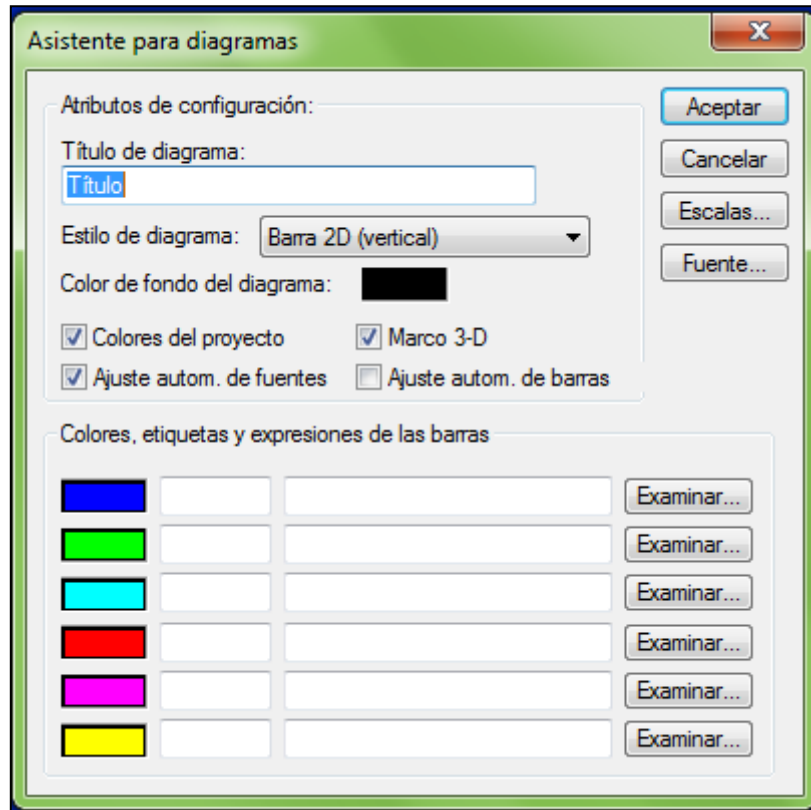 Asistente para diagramas
Atributos de configuración:
Aceptar
Título de diagrama:
Cancelar
Título
Escalas...
Estilo de diagrama: Barra 2D (vertical)
Fuente...
Color de fondo del diagrama:
Colores del proyecto Marco 3-D
Ajuste autom. de fuentes Ajuste autom. de barras
Colores, etiquetas y expresiones de las barras
Examinar...
Examinar...
Examinar...
Examinar...
Examinar...
Examinar...